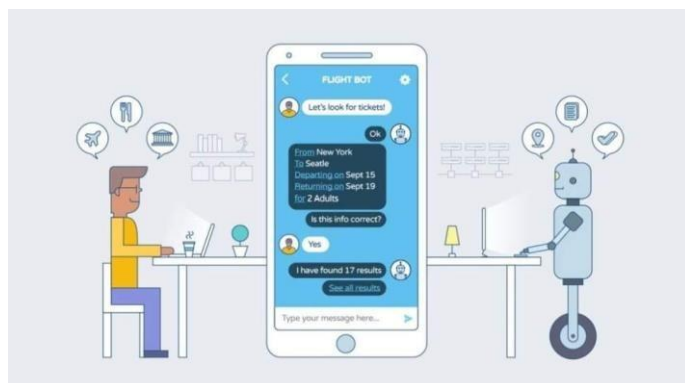 FLIGHT BOT
Let's look for tickets!
Ok
From New York
To Seatle
Departing on Sept 15
Returning on Sept 19
for 2 Adults
Is this info correct?
Yes
I have found 17 results
See all results
Type your message here...